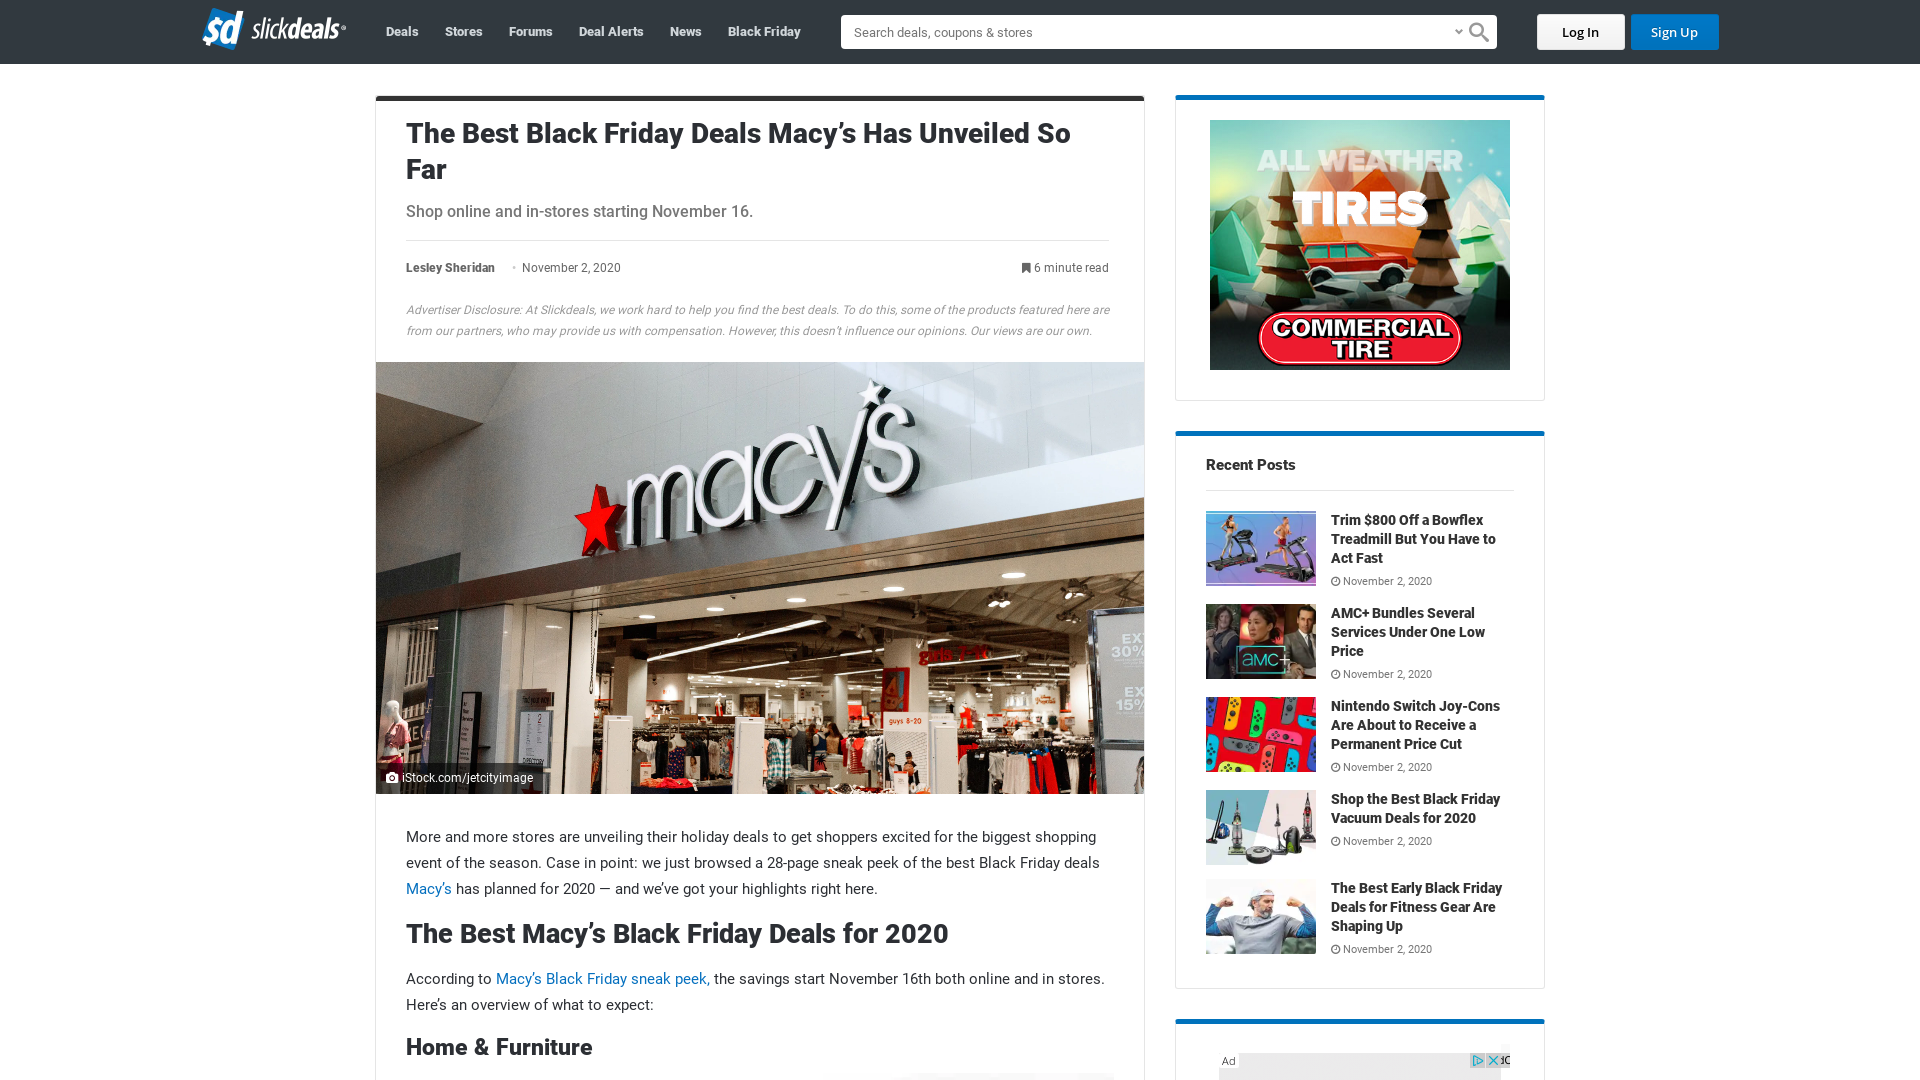 sd slickdeals
Deals
Stores
Forums
Deal Alerts
News
Black Friday
Search deals, coupons & stores
Log In
Sign Up
The Best Black Friday Deals Macy’s Has Unveiled So
Far
Shop online and in-stores starting November 16.
Lesley Sheridan • November 2, 2020
6 minute read
Advertiser Disclosure: At Slickdeals, we work hard to help you find the best deals. To do this, some of the products featured here are
from our partners, who may provide us with compensation. However, this doesn’t influence our opinions. Our views are our own.
macy's
girls 7-16
guys 8-20
30%
15%
DIRECTORY
iStock.com/jetcityimage
More and more stores are unveiling their holiday deals to get shoppers excited for the biggest shopping
event of the season. Case in point: we just browsed a 28-page sneak peek of the best Black Friday deals
Macy’s has planned for 2020 — and we’ve got your highlights right here.
The Best Macy’s Black Friday Deals for 2020
According to Macy’s Black Friday sneak peek, the savings start November 16th both online and in stores.
Here’s an overview of what to expect:
Home & Furniture
ALL WEATHER
TIRES
COMMERCIAL
TIRE
Recent Posts
Trim $800 Off a Bowflex
Treadmill But You Have to
Act Fast
November 2, 2020
aMC+
AMC+ Bundles Several
Services Under One Low
Price
November 2, 2020
Nintendo Switch Joy-Cons
Are About to Receive a
Permanent Price Cut
November 2, 2020
Shop the Best Black Friday
Vacuum Deals for 2020
November 2, 2020
The Best Early Black Friday
Deals for Fitness Gear Are
Shaping Up
November 2, 2020
Ad